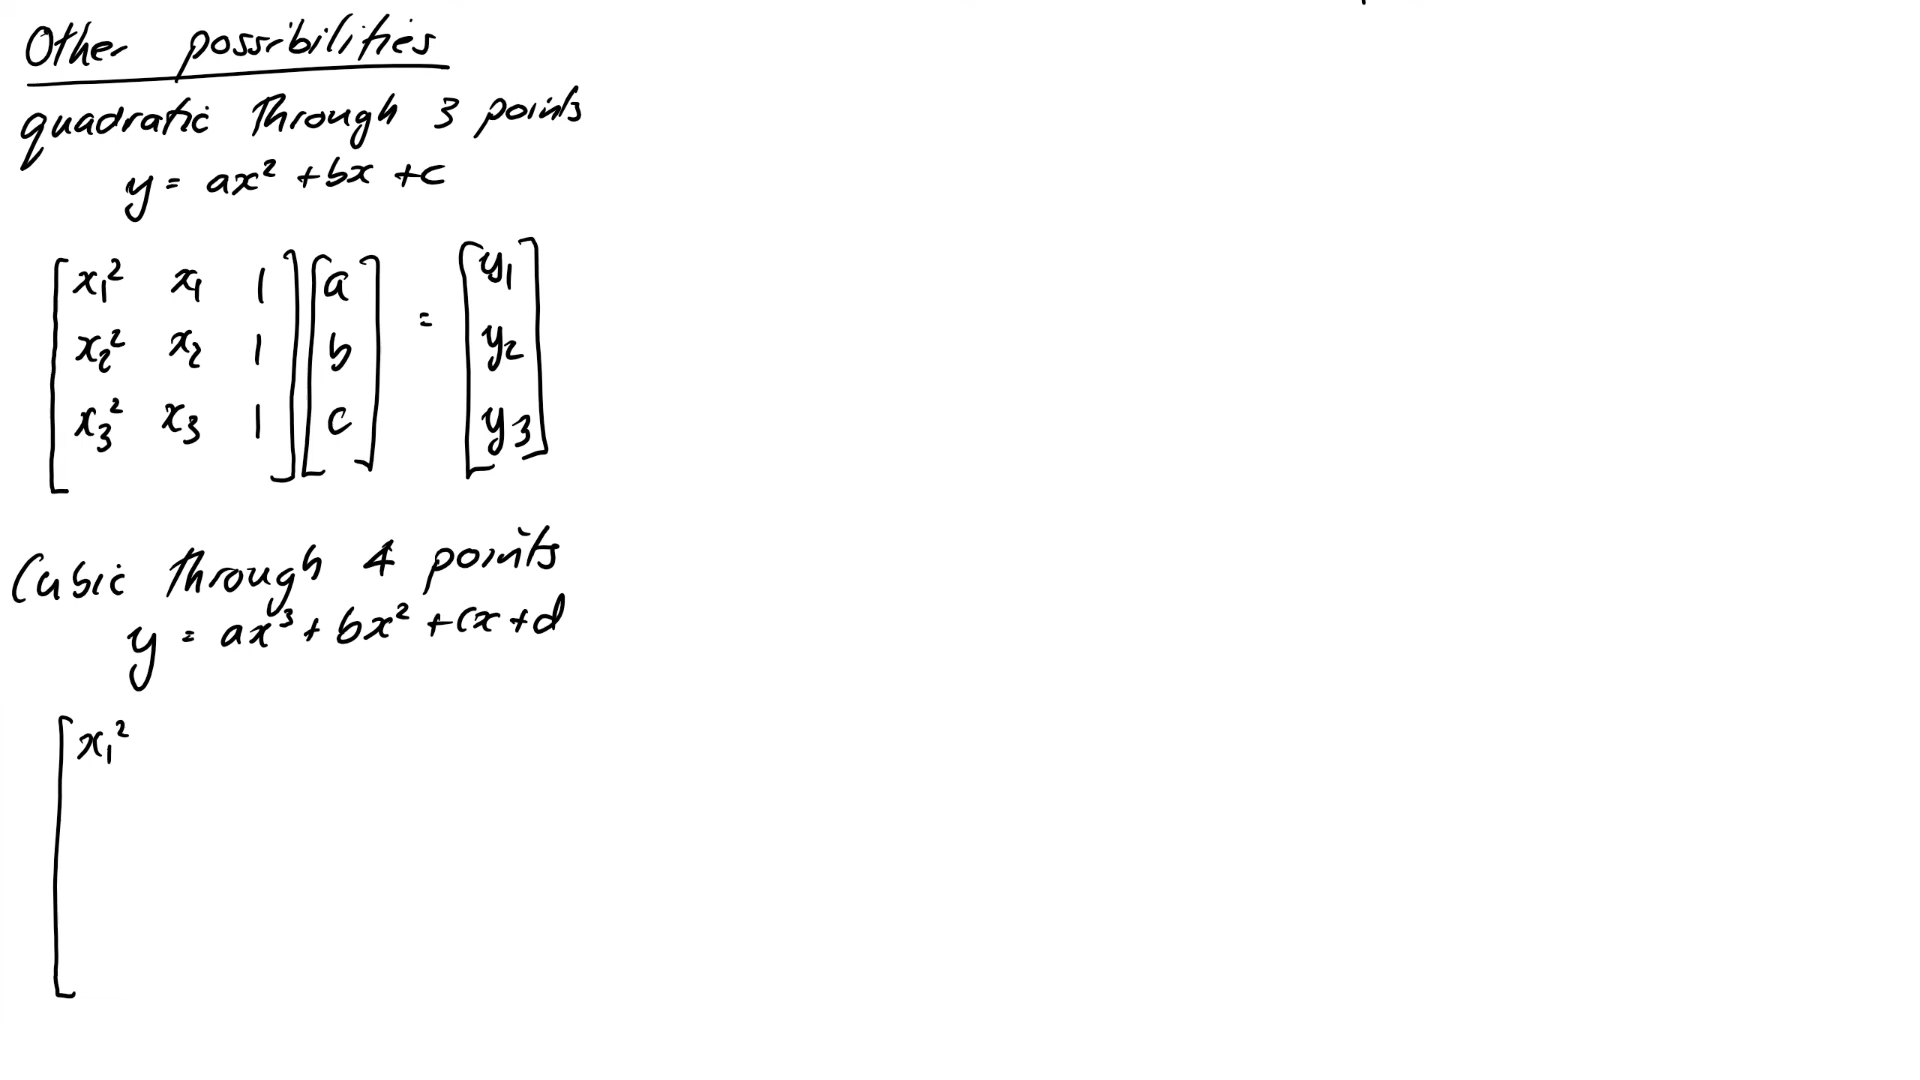 Other possibilities
quadratic through 3 points
y = ax² + bx + c
[x₁² x₁ 1] [a] = [y₁]
[x₂² x₂ 1] [b] [y₂]
[x₃² x₃ 1] [c] [y₃]
Cubic through 4 points
y = ax³ + bx² + cx + d
[x₁²